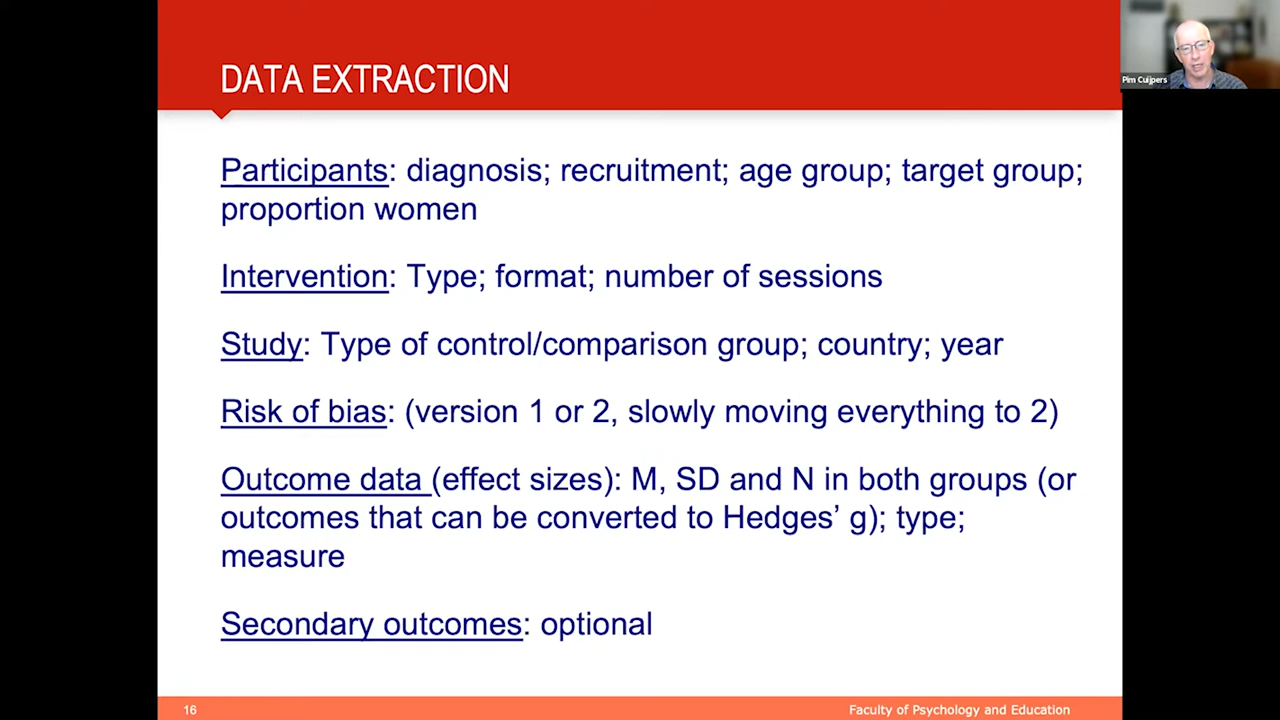 DATA EXTRACTION
Pim Cuijpers
Participants: diagnosis; recruitment; age group; target group;
proportion women
Intervention: Type; format; number of sessions
Study: Type of control/comparison group; country; year
Risk of bias: (version 1 or 2, slowly moving everything to 2)
Outcome data (effect sizes): M, SD and N in both groups (or
outcomes that can be converted to Hedges’ g); type;
measure
Secondary outcomes: optional
16
Faculty of Psychology and Education